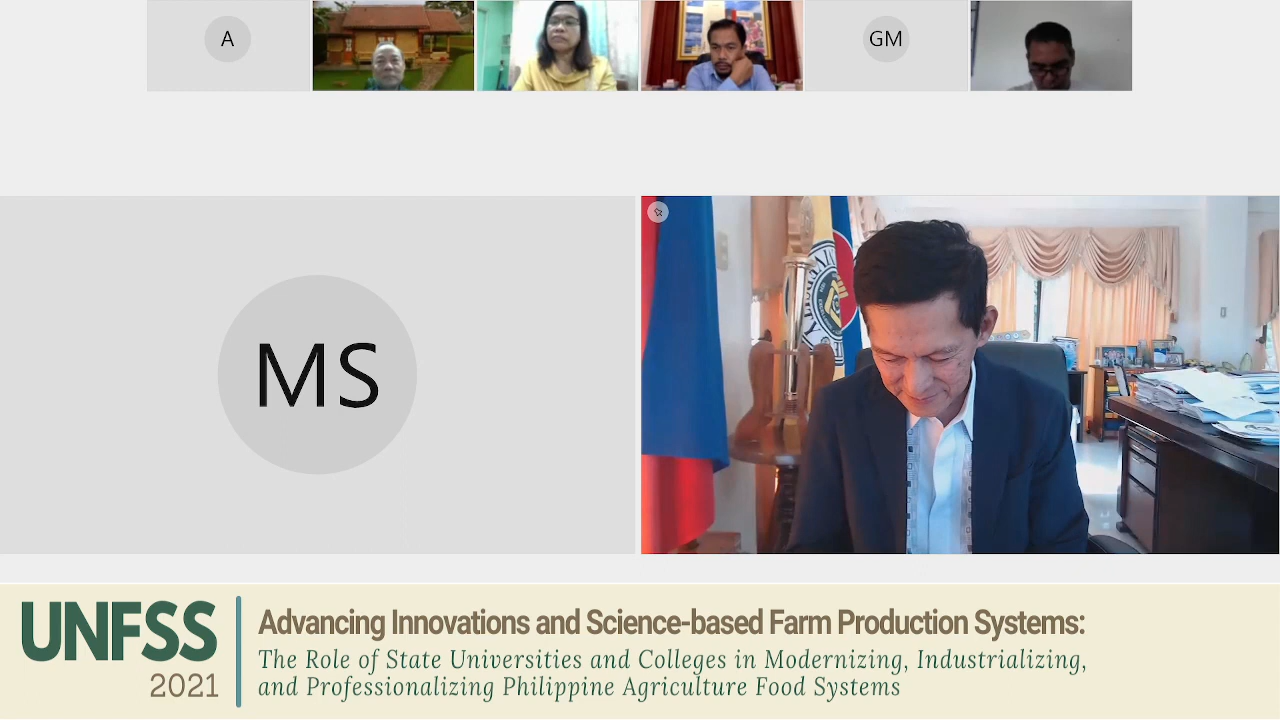 A
GM
MS
UNFSS
2021
Advancing Innovations and Science-based Farm Production Systems:
The Role of State Universities and Colleges in Modernizing, Industrializing,
and Professionalizing Philippine Agriculture Food Systems